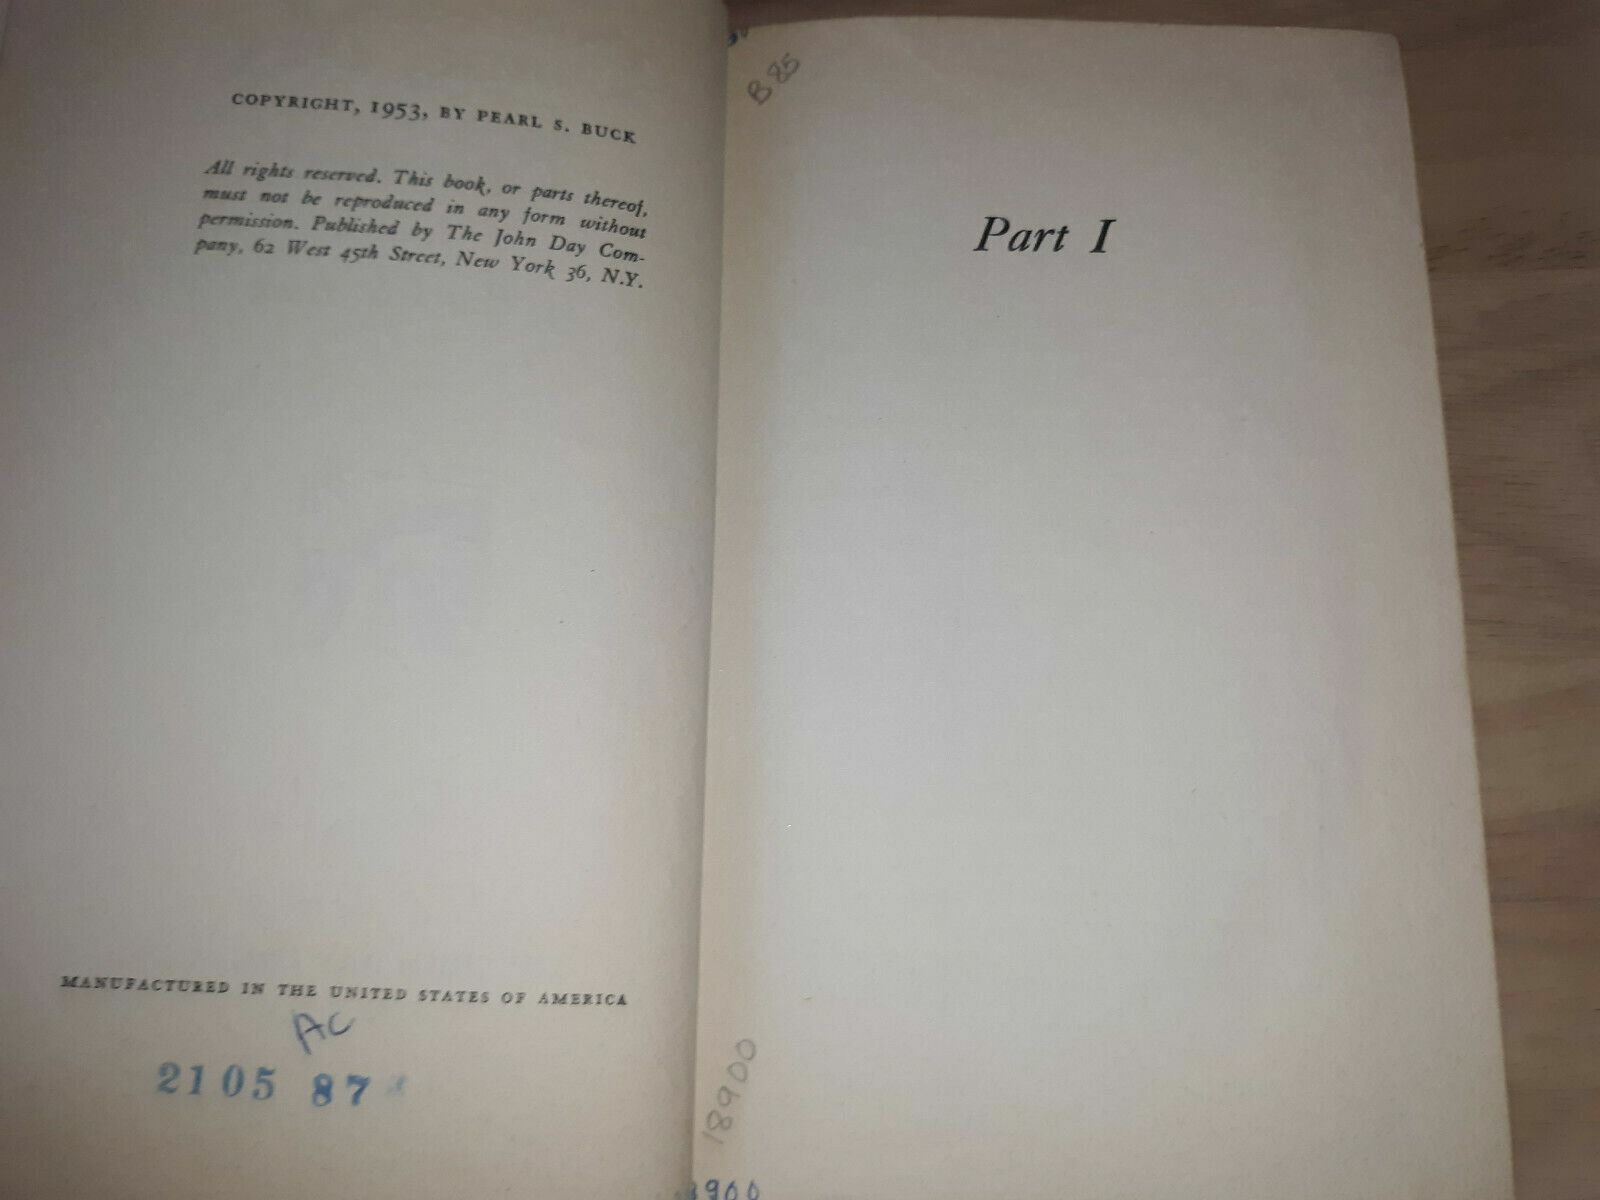 COPYRIGHT, 1953, BY PEARL S. BUCK
All rights reserved. This book, or parts thereof,
must not be reproduced in any form without
permission. Published by The John Day Com-
pany, 62 West 45th Street, New York 36, N.Y.
MANUFACTURED IN THE UNITED STATES OF AMERICA
AC
2105 87
B 85
Part I
18900